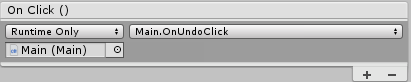 On Click ()
Runtime Only Main.OnUndoClick
Main (Main)
+ −